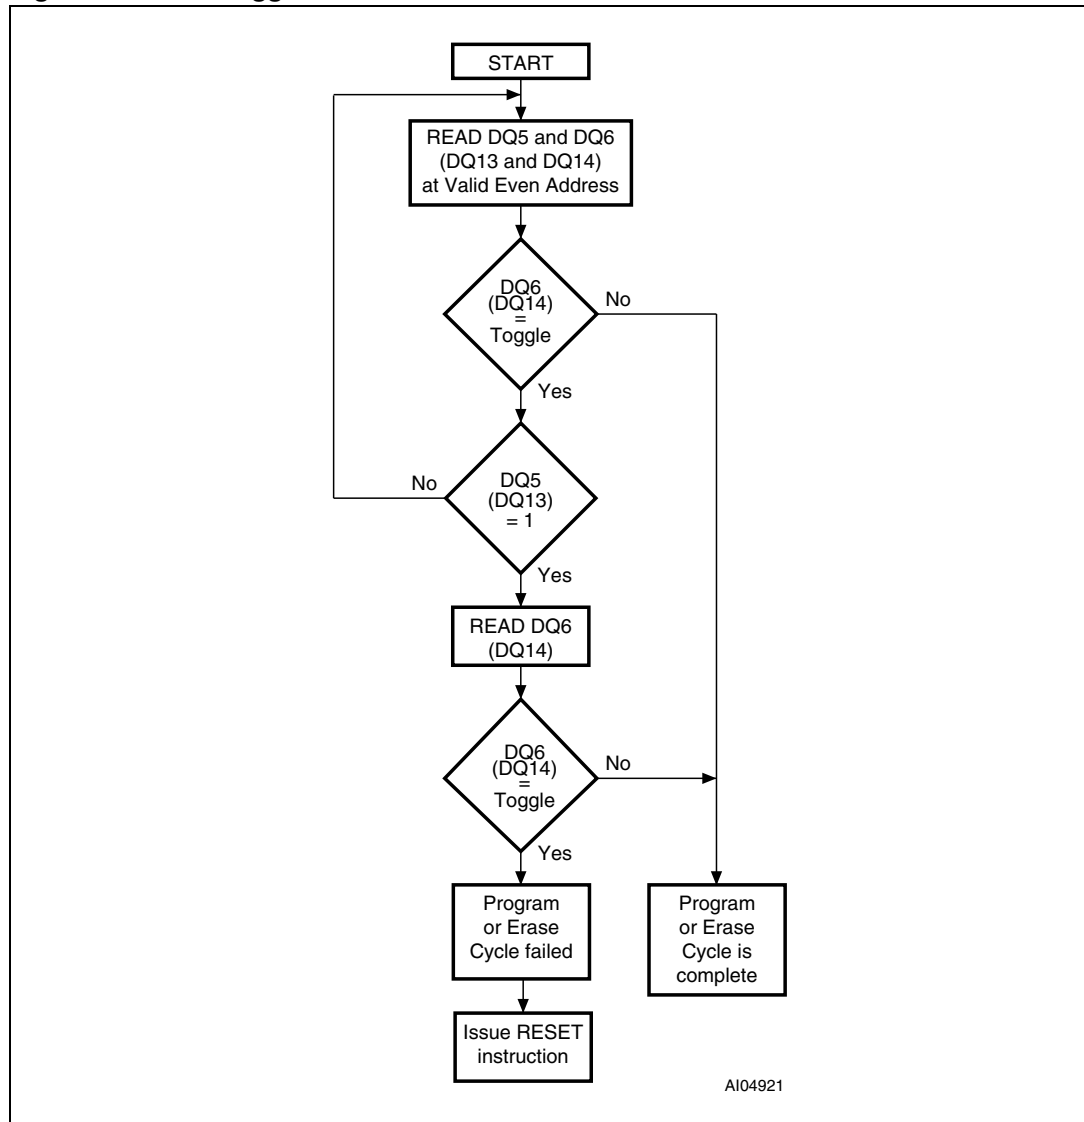 START
READ DQ5 and DQ6
(DQ13 and DQ14)
at Valid Even Address
DQ6
(DQ14)
=
Toggle
No
Yes
DQ5
(DQ13)
= 1
No
Yes
READ DQ6
(DQ14)
DQ6
(DQ14)
=
Toggle
No
Yes
Program
or Erase
Cycle failed
Program
or Erase
Cycle is
complete
Issue RESET
instruction
AI04921